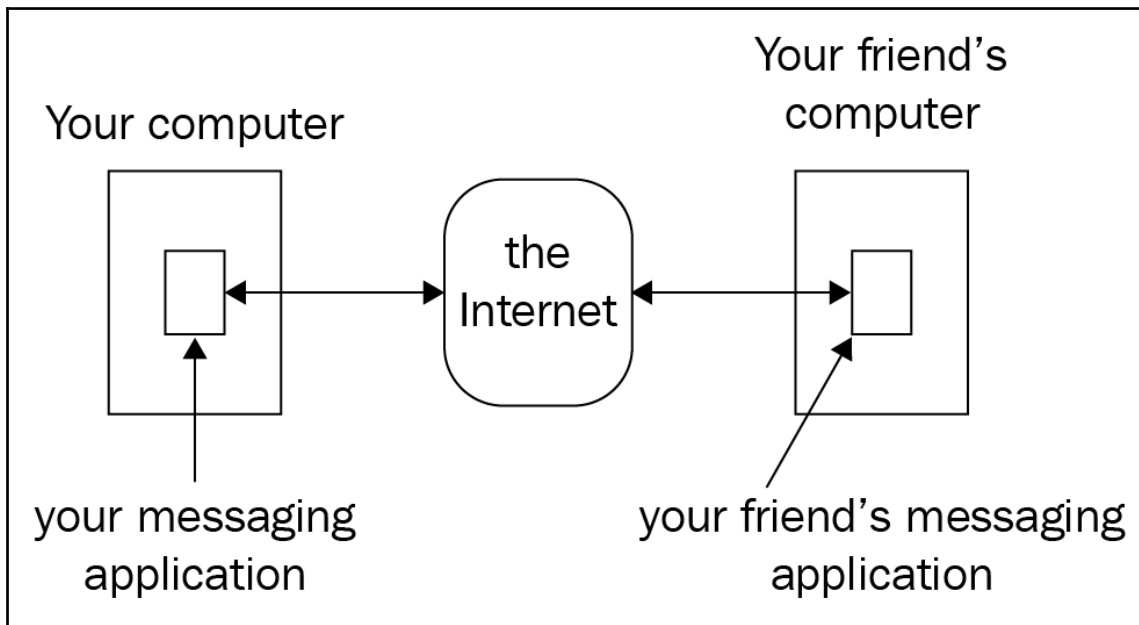 Your computer
Your friend's
computer
the
Internet
your messaging
application
your friend's messaging
application